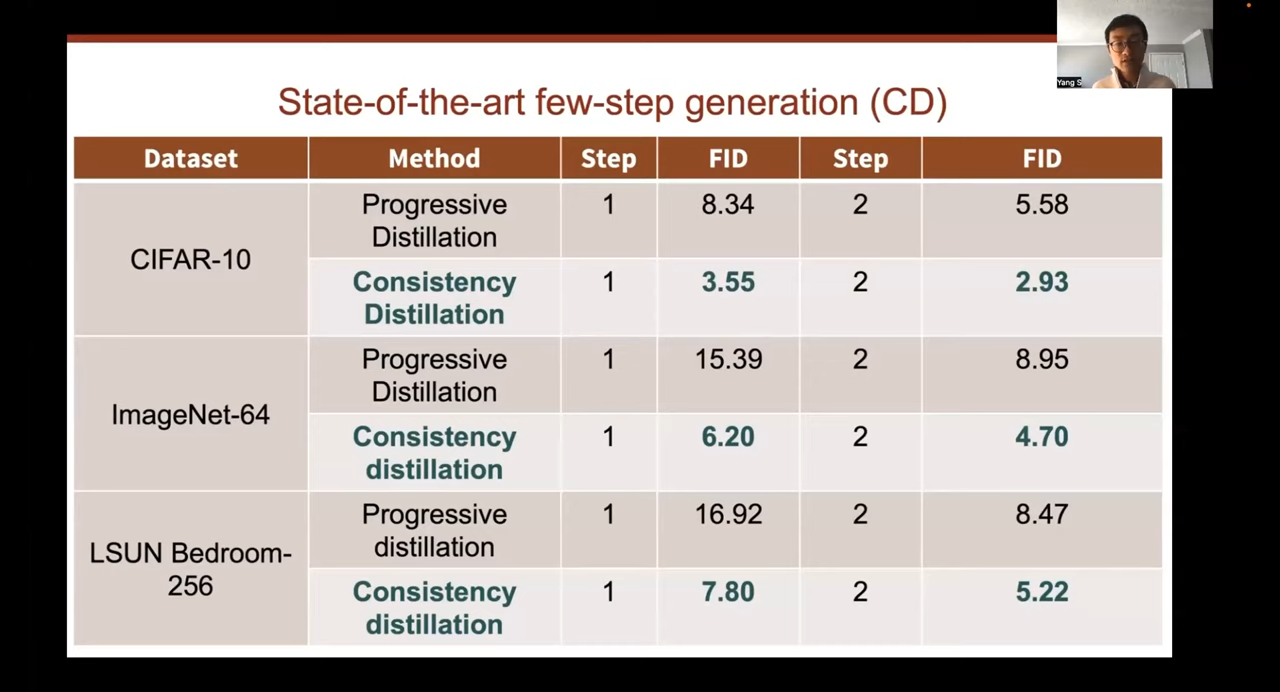 Yang S
State-of-the-art few-step generation (CD)
Dataset Method Step FID Step FID
CIFAR-10
Progressive
Distillation
1 8.34 2 5.58
Consistency
Distillation
1 3.55 2 2.93
ImageNet-64
Progressive
Distillation
1 15.39 2 8.95
Consistency
distillation
1 6.20 2 4.70
LSUN Bedroom-
256
Progressive
distillation
1 16.92 2 8.47
Consistency
distillation
1 7.80 2 5.22